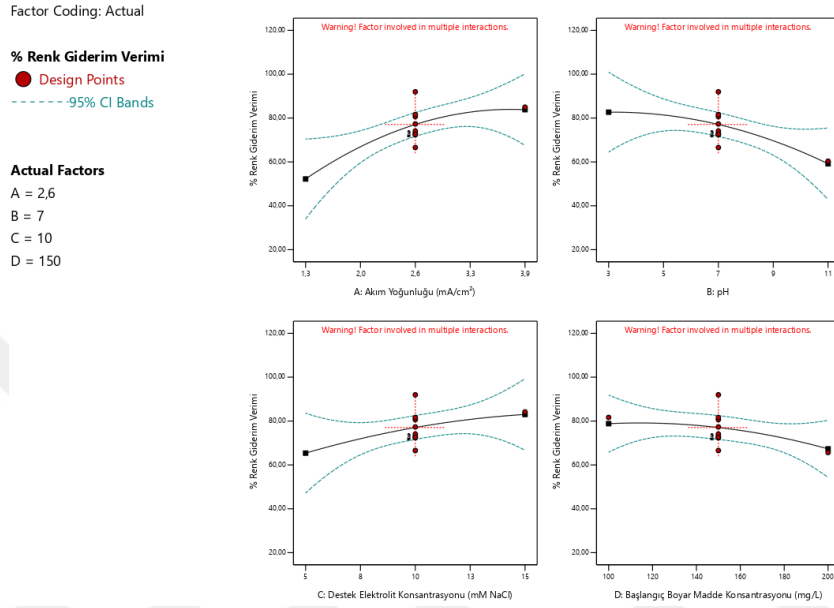 Factor Coding: Actual
% Renk Giderim Verimi
Design Points
95% CI Bands
Actual Factors
A = 2,6
B = 7
C = 10
D = 150
Warning! Factor involved in multiple interactions.
% Renk Giderim Verimi
120,00
100,00
80,00
60,00
40,00
20,00
1,3
2,0
2,6
3,3
3,9
A: Akım Yoğunluğu (mA/cm²)
Warning! Factor involved in multiple interactions.
% Renk Giderim Verimi
120,00
100,00
80,00
60,00
40,00
20,00
3
5
7
9
11
B: pH
Warning! Factor involved in multiple interactions.
% Renk Giderim Verimi
120,00
100,00
80,00
60,00
40,00
20,00
5
8
10
13
15
C: Destek Elektrolit Konsantrasyonu (mM NaCl)
Warning! Factor involved in multiple interactions.
% Renk Giderim Verimi
120,00
100,00
80,00
60,00
40,00
20,00
100
120
140
160
180
200
D: Başlangıç Boyar Madde Konsantrasyonu (mg/L)